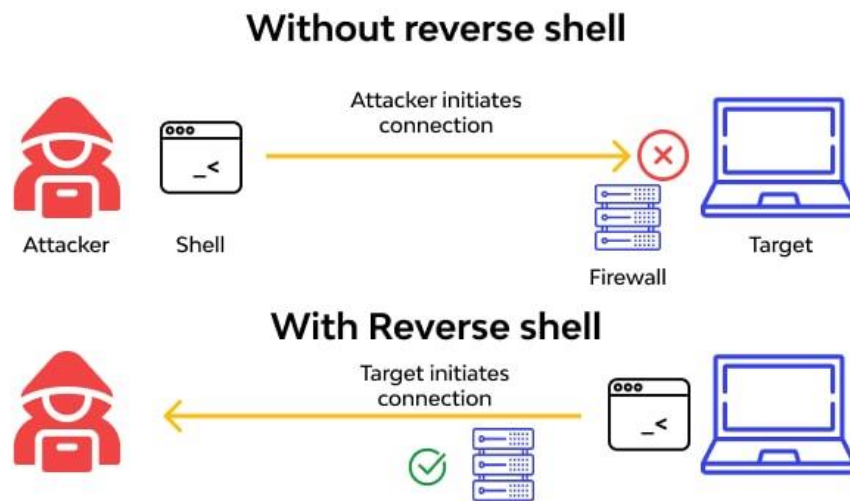 Without reverse shell
Attacker initiates
connection
_<
Attacker
Shell
Firewall
Target
With Reverse shell
Target initiates
connection
_<